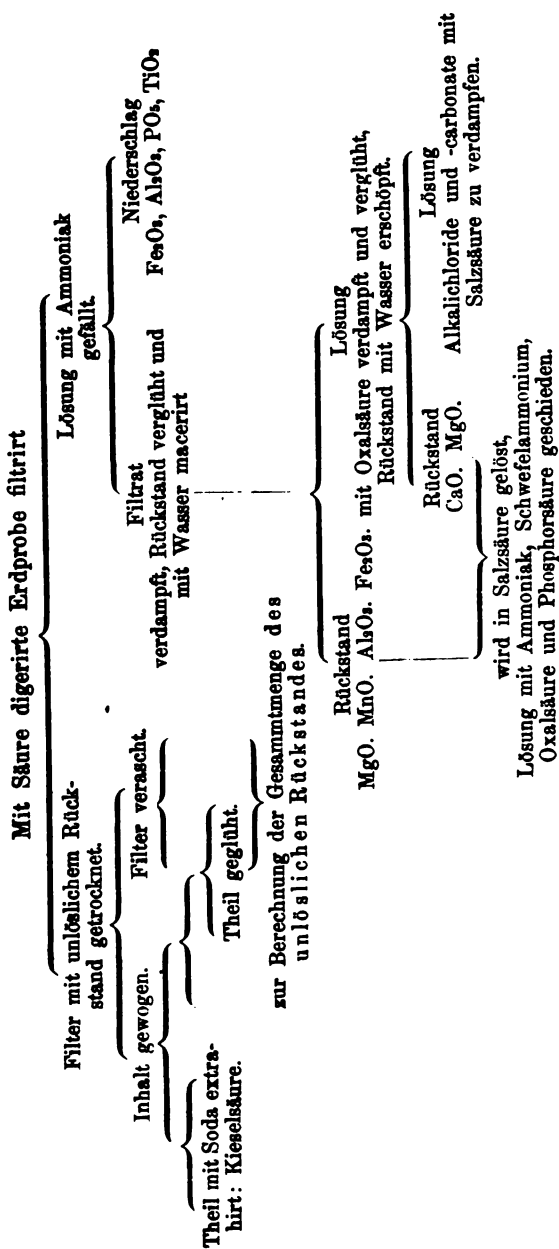 Mit Säure digerirte Erdprobe filtrirt
Filter mit unlöslichem Rück-
stand getrocknet.
Lösung mit Ammoniak
gefällt.
Inhalt gewogen.
Filter verascht.
Filtrat
verdampft, Rückstand verglüht und
mit Wasser macerirt
Niederschlag
Fe₂O₃, Al₂O₃, PO₅, TiO₂
Theil mit Soda extra-
hirt: Kieselsäure.
Theil geglüht.
zur Berechnung der Gesammtmenge des
unlöslichen Rückstandes.
Rückstand
MgO. MnO. Al₂O₃. Fe₂O₃.
Lösung
mit Oxalsäure verdampft und verglüht,
Rückstand mit Wasser erschöpft.
Rückstand
CaO. MgO.
Lösung
Alkalichloride und -carbonate mit
Salzsäure zu verdampfen.
wird in Salzsäure gelöst,
Lösung mit Ammoniak, Schwefelammonium,
Oxalsäure und Phosphorsäure geschieden.